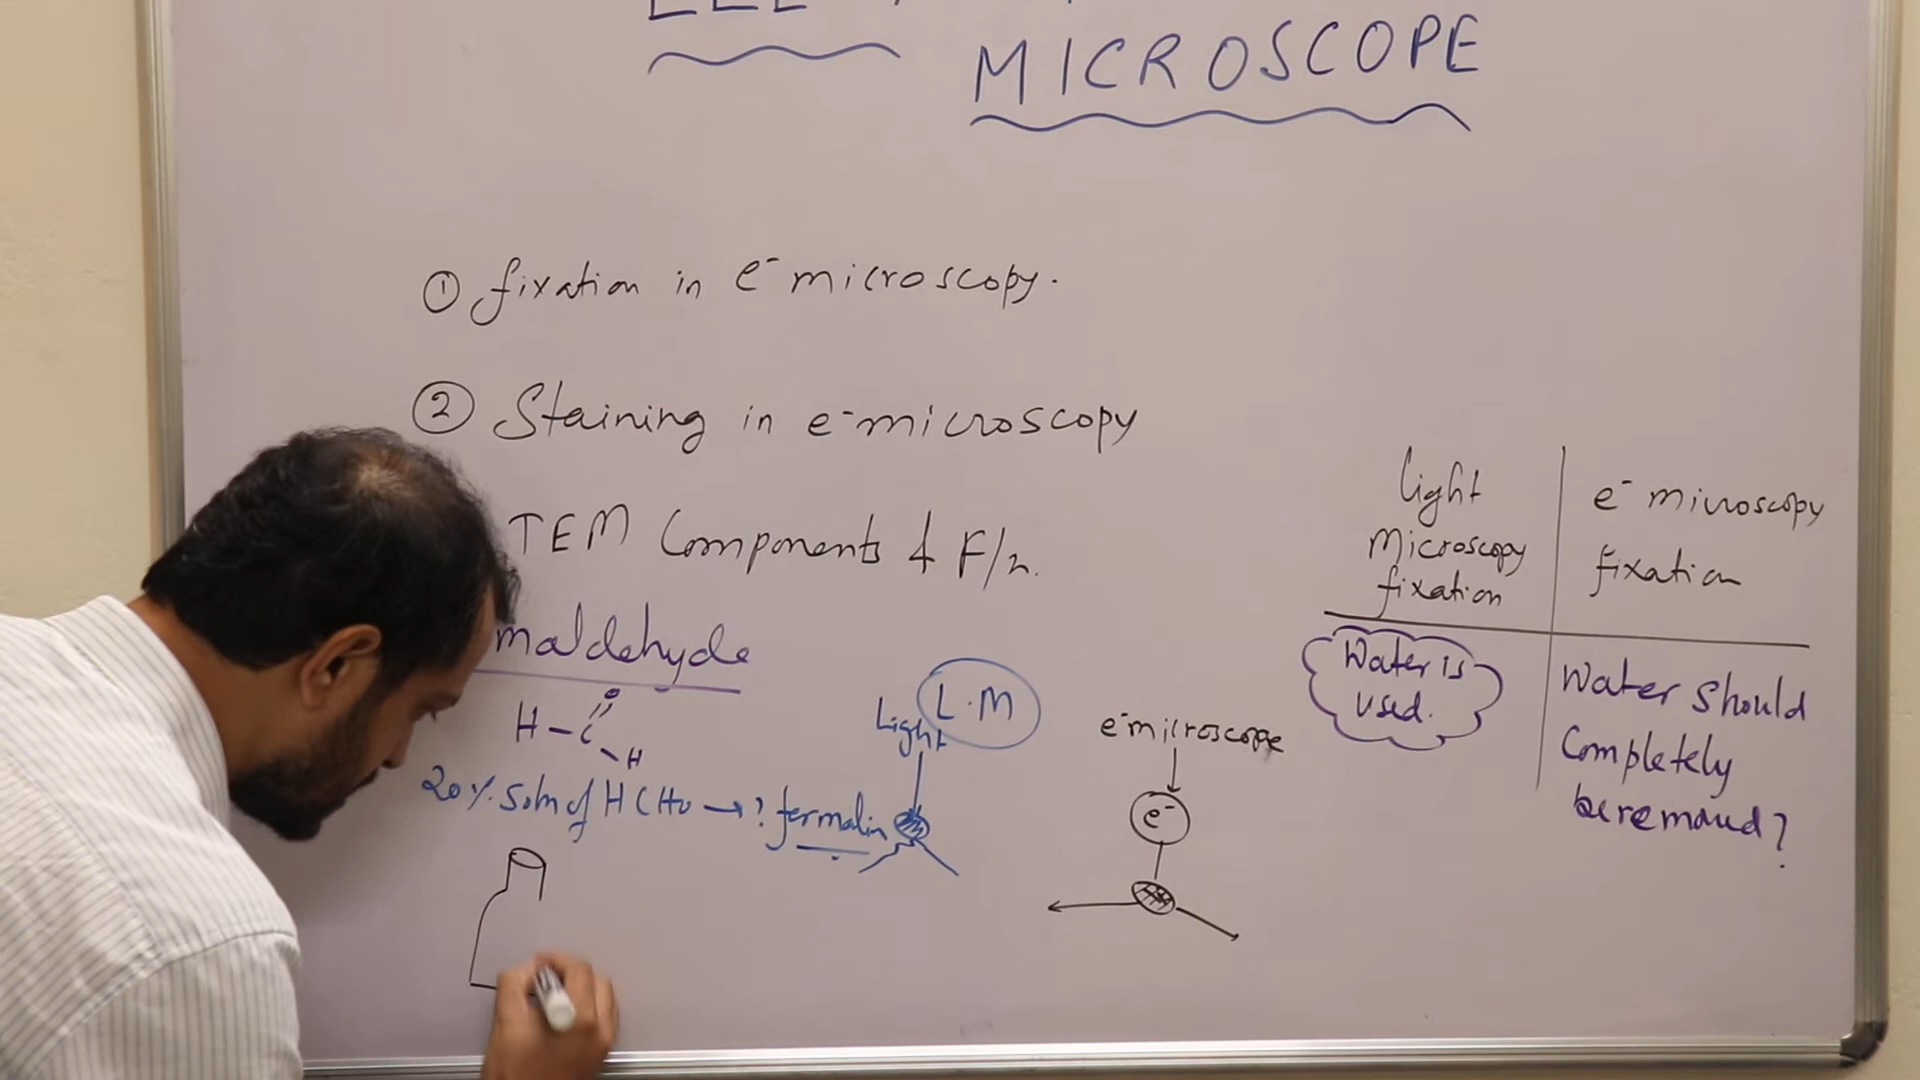 MICROSCOPE
① fixation in e⁻ microscopy.
② Staining in e⁻microscopy
TEM Components & F/n.
maldehyde
O
H-C
H
20% soln of HCHO → ? formalin
Light
L.M
e⁻microscope
e⁻
light
Microscopy
fixation
e⁻ microscopy
fixation
Water is
used.
Water should
Completely
be removed?